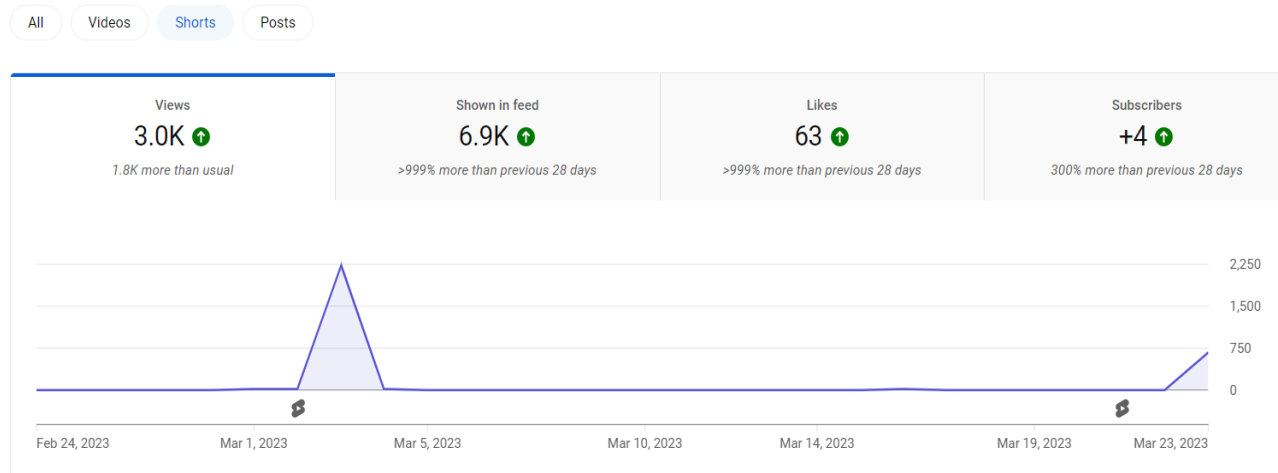 All Videos Shorts Posts
Views Shown in feed Likes Subscribers
3.0K 6.9K 63 +4
1.8K more than usual >999% more than previous 28 days >999% more than previous 28 days 300% more than previous 28 days
2,250
1,500
750
0
Feb 24, 2023 Mar 1, 2023 Mar 5, 2023 Mar 10, 2023 Mar 14, 2023 Mar 19, 2023 Mar 23, 2023